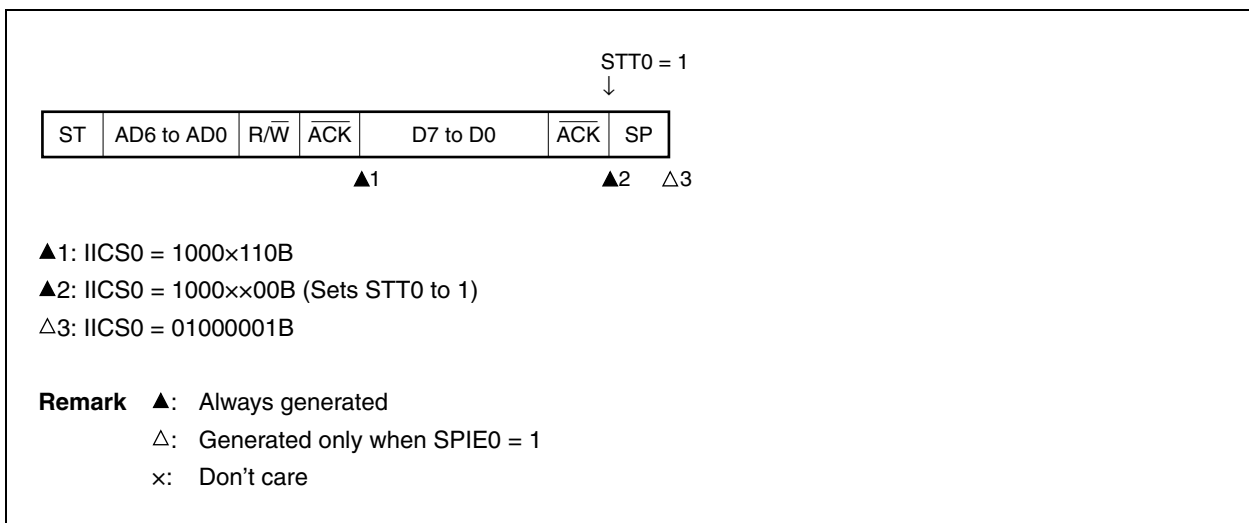 STT0 = 1
↓
ST AD6 to AD0 R/W̅ A̅C̅K̅ D7 to D0 A̅C̅K̅ SP
▲1 ▲2 △3
▲1: IICS0 = 1000×110B
▲2: IICS0 = 1000××00B (Sets STT0 to 1)
△3: IICS0 = 01000001B
Remark ▲: Always generated
△: Generated only when SPIE0 = 1
×: Don't care